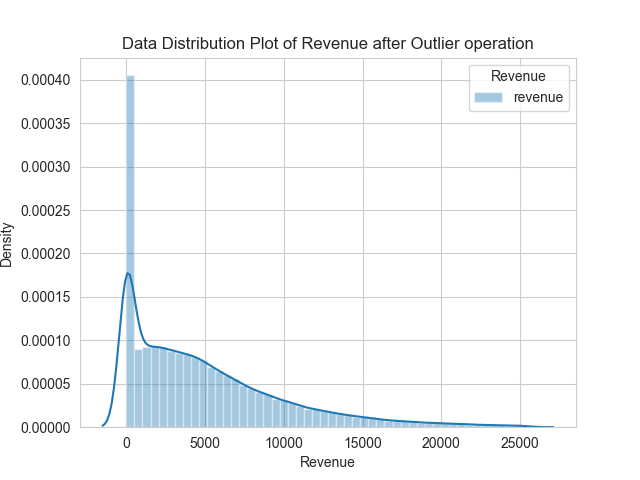 Data Distribution Plot of Revenue after Outlier operation
Revenue
revenue
0.00040
0.00035
0.00030
0.00025
0.00020
0.00015
0.00010
0.00005
0.00000
Density
0 5000 10000 15000 20000 25000
Revenue